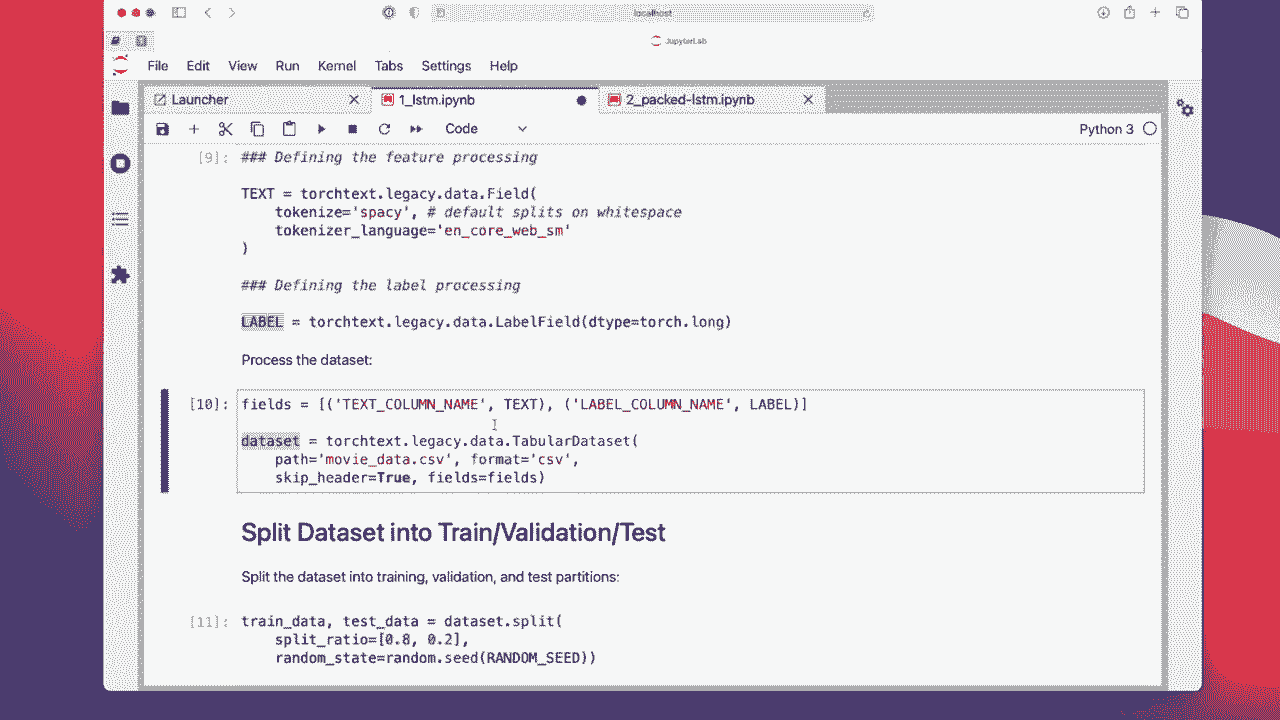 localhost
JupyterLab
File Edit View Run Kernel Tabs Settings Help
Launcher 1_lstm.ipynb 2_packed-lstm.ipynb
Code Python 3
[9]: ### Defining the feature processing
TEXT = torchtext.legacy.data.Field(
tokenize='spacy', # default splits on whitespace
tokenizer_language='en_core_web_sm'
)
### Defining the label processing
LABEL = torchtext.legacy.data.LabelField(dtype=torch.long)
Process the dataset:
[10]: fields = [('TEXT_COLUMN_NAME', TEXT), ('LABEL_COLUMN_NAME', LABEL)]
dataset = torchtext.legacy.data.TabularDataset(
path='movie_data.csv', format='csv',
skip_header=True, fields=fields)
Split Dataset into Train/Validation/Test
Split the dataset into training, validation, and test partitions:
[11]: train_data, test_data = dataset.split(
split_ratio=[0.8, 0.2],
random_state=random.seed(RANDOM_SEED))